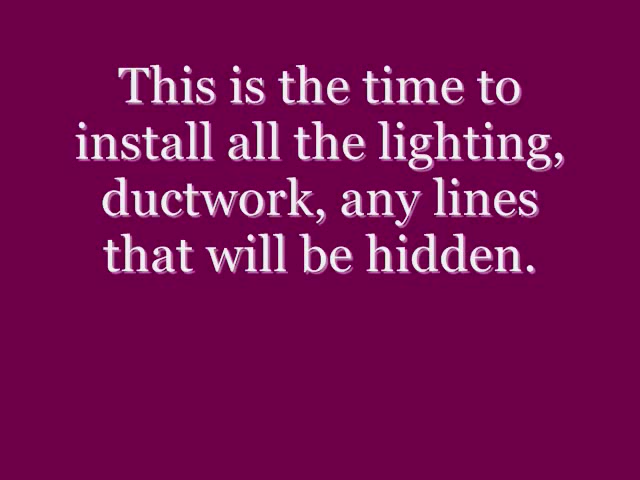 This is the time to
install all the lighting,
ductwork, any lines
that will be hidden.